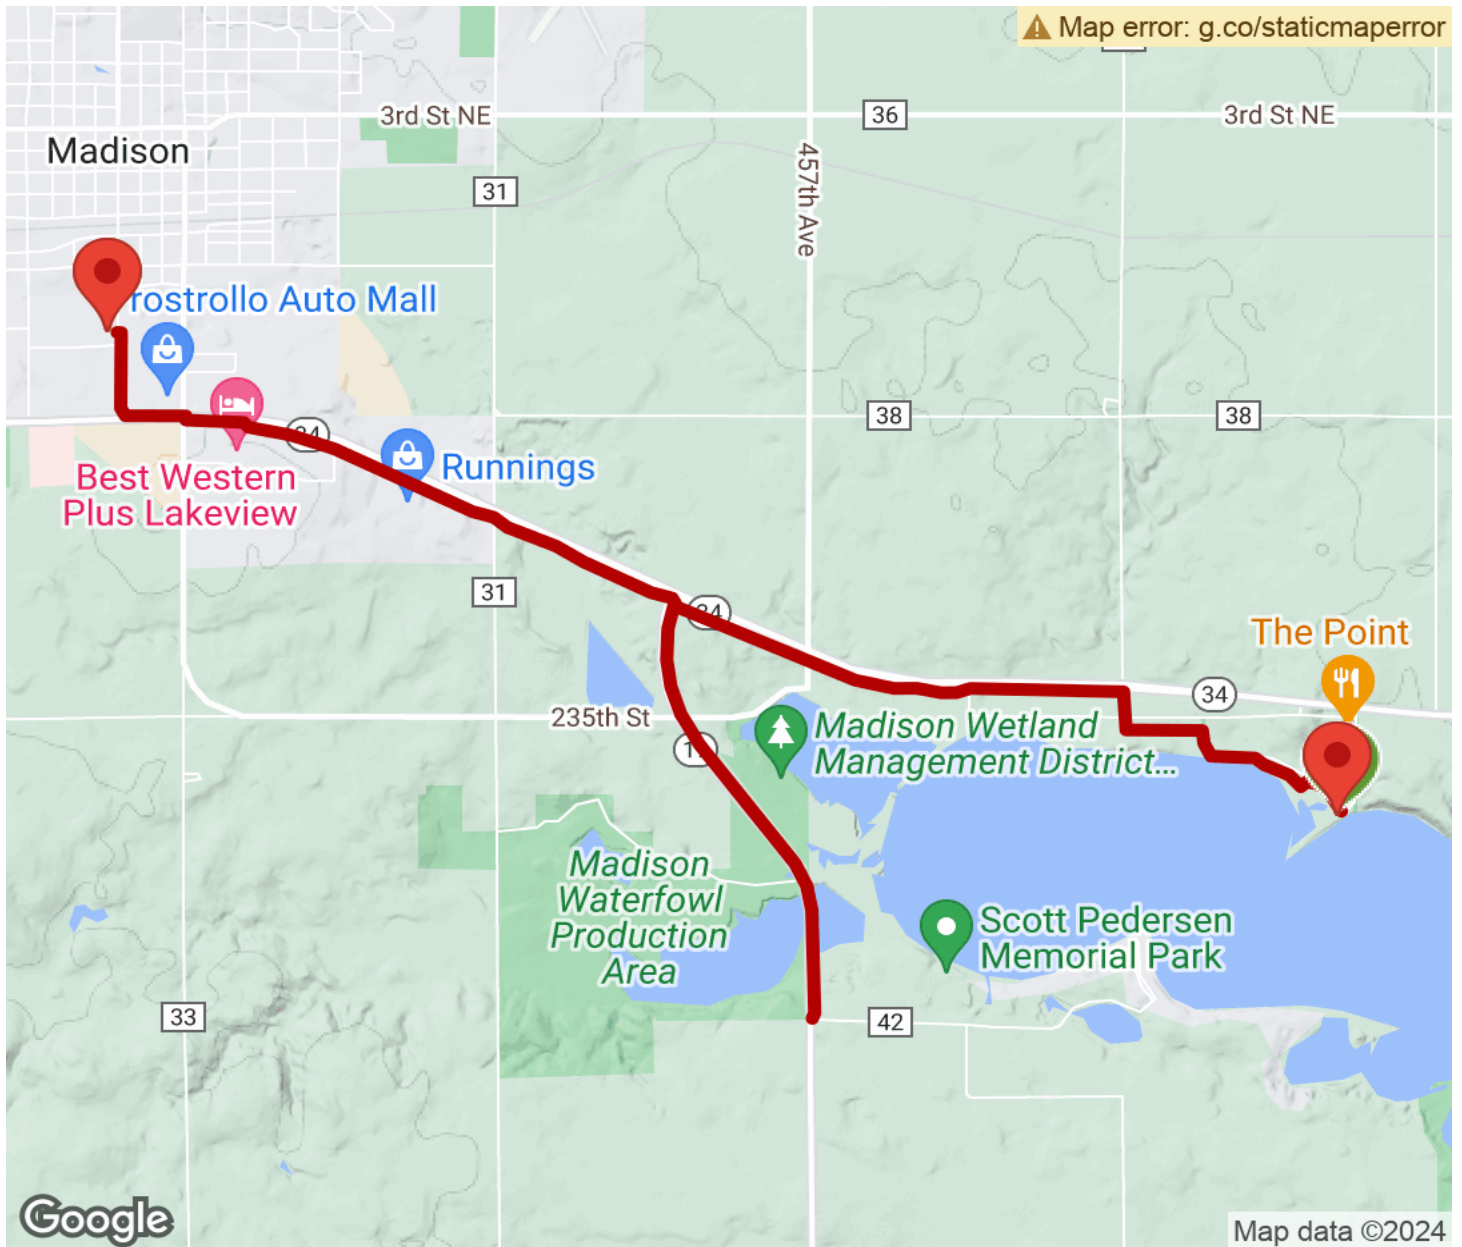 Map error: g.co/staticmaperror
3rd St NE
36
3rd St NE
Madison
457th Ave
31
rostrollo Auto Mall
38
38
34
Runnings
Best Western
Plus Lakeview
31
34
The Point
34
235th St
Madison Wetland
Management District...
Madison
Waterfowl
Production
Area
Scott Pedersen
Memorial Park
33
42
Google
Map data ©2024